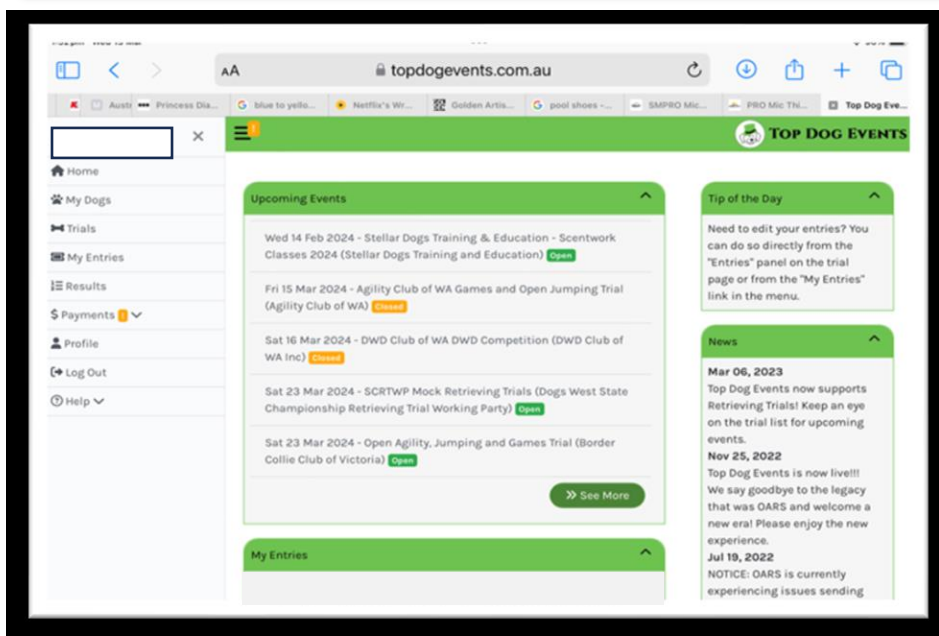 AA
topdogevents.com.au
Austr
Princess Dia...
blue to yello...
Netflix's Wr...
Golden Artis...
pool shoes -...
SMPRO Mic...
PRO Mic Thi...
Top Dog Eve...
TOP DOG EVENTS
Home
My Dogs
Trials
My Entries
Results
$ Payments !
Profile
Log Out
Help
Upcoming Events
Wed 14 Feb 2024 - Stellar Dogs Training & Education - Scentwork
Classes 2024 (Stellar Dogs Training and Education) Open
Fri 15 Mar 2024 - Agility Club of WA Games and Open Jumping Trial
(Agility Club of WA) Closed
Sat 16 Mar 2024 - DWD Club of WA DWD Competition (DWD Club of
WA Inc) Closed
Sat 23 Mar 2024 - SCRTWP Mock Retrieving Trials (Dogs West State
Championship Retrieving Trial Working Party) Open
Sat 23 Mar 2024 - Open Agility, Jumping and Games Trial (Border
Collie Club of Victoria) Open
See More
My Entries
Tip of the Day
Need to edit your entries? You
can do so directly from the
"Entries" panel on the trial
page or from the "My Entries"
link in the menu.
News
Mar 06, 2023
Top Dog Events now supports
Retrieving Trials! Keep an eye
on the trial list for upcoming
events.
Nov 25, 2022
Top Dog Events is now live!!!
We say goodbye to the legacy
that was OARS and welcome a
new era! Please enjoy the new
experience.
Jul 19, 2022
NOTICE: OARS is currently
experiencing issues sending